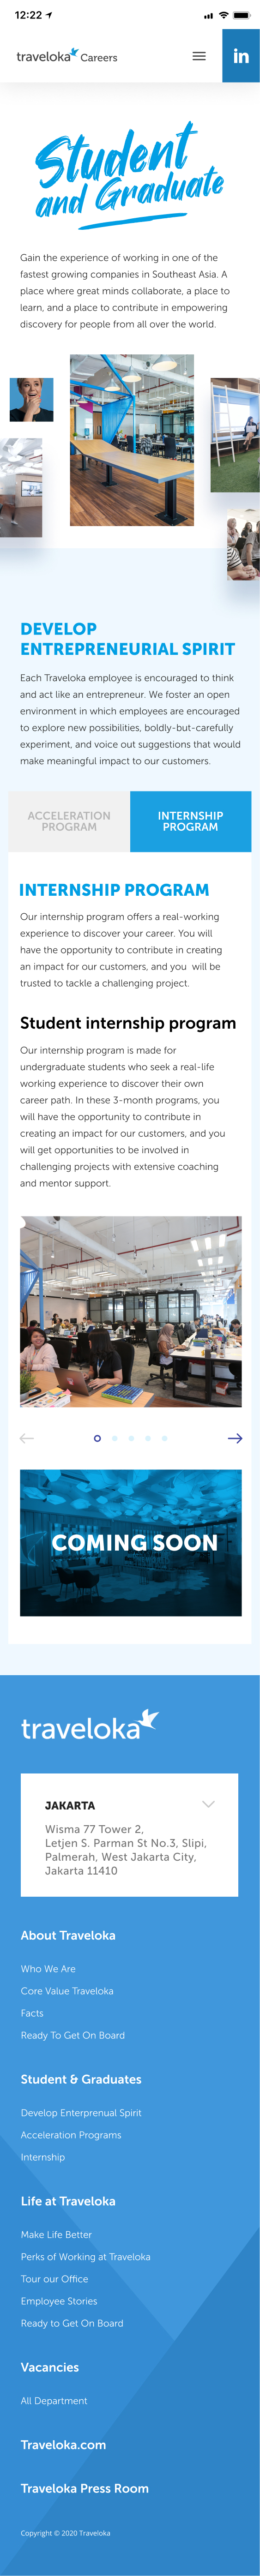 12:22
traveloka Careers
in
Student
and Graduate
Gain the experience of working in one of the
fastest growing companies in Southeast Asia. A
place where great minds collaborate, a place to
learn, and a place to contribute in empowering
discovery for people from all over the world.
DEVELOP
ENTREPRENEURIAL SPIRIT
Each Traveloka employee is encouraged to think
and act like an entrepreneur. We foster an open
environment in which employees are encouraged
to explore new possibilities, boldly-but-carefully
experiment, and voice out suggestions that would
make meaningful impact to our customers.
ACCELERATION
PROGRAM
INTERNSHIP
PROGRAM
INTERNSHIP PROGRAM
Our internship program offers a real-working
experience to discover your career. You will
have the opportunity to contribute in creating
an impact for our customers, and you will be
trusted to tackle a challenging project.
Student internship program
Our internship program is made for
undergraduate students who seek a real-life
working experience to discover their own
career path. In these 3-month programs, you
will have the opportunity to contribute in
creating an impact for our customers, and you
will get opportunities to be involved in
challenging projects with extensive coaching
and mentor support.
COMING SOON
traveloka
JAKARTA
Wisma 77 Tower 2,
Letjen S. Parman St No.3, Slipi,
Palmerah, West Jakarta City,
Jakarta 11410
About Traveloka
Who We Are
Core Value Traveloka
Facts
Ready To Get On Board
Student & Graduates
Develop Enterprenual Spirit
Acceleration Programs
Internship
Life at Traveloka
Make Life Better
Perks of Working at Traveloka
Tour our Office
Employee Stories
Ready to Get On Board
Vacancies
All Department
Traveloka.com
Traveloka Press Room
Copyright © 2020 Traveloka